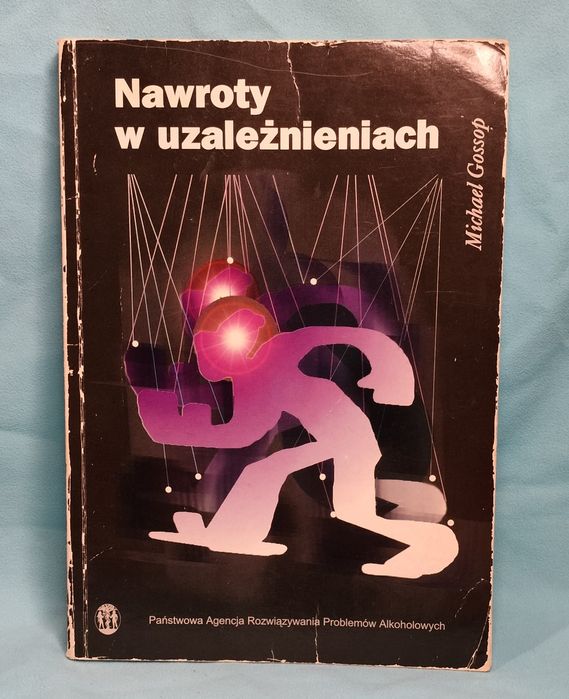 Nawroty
w uzależnieniach
Michael Gossop
Państwowa Agencja Rozwiązywania Problemów Alkoholowych